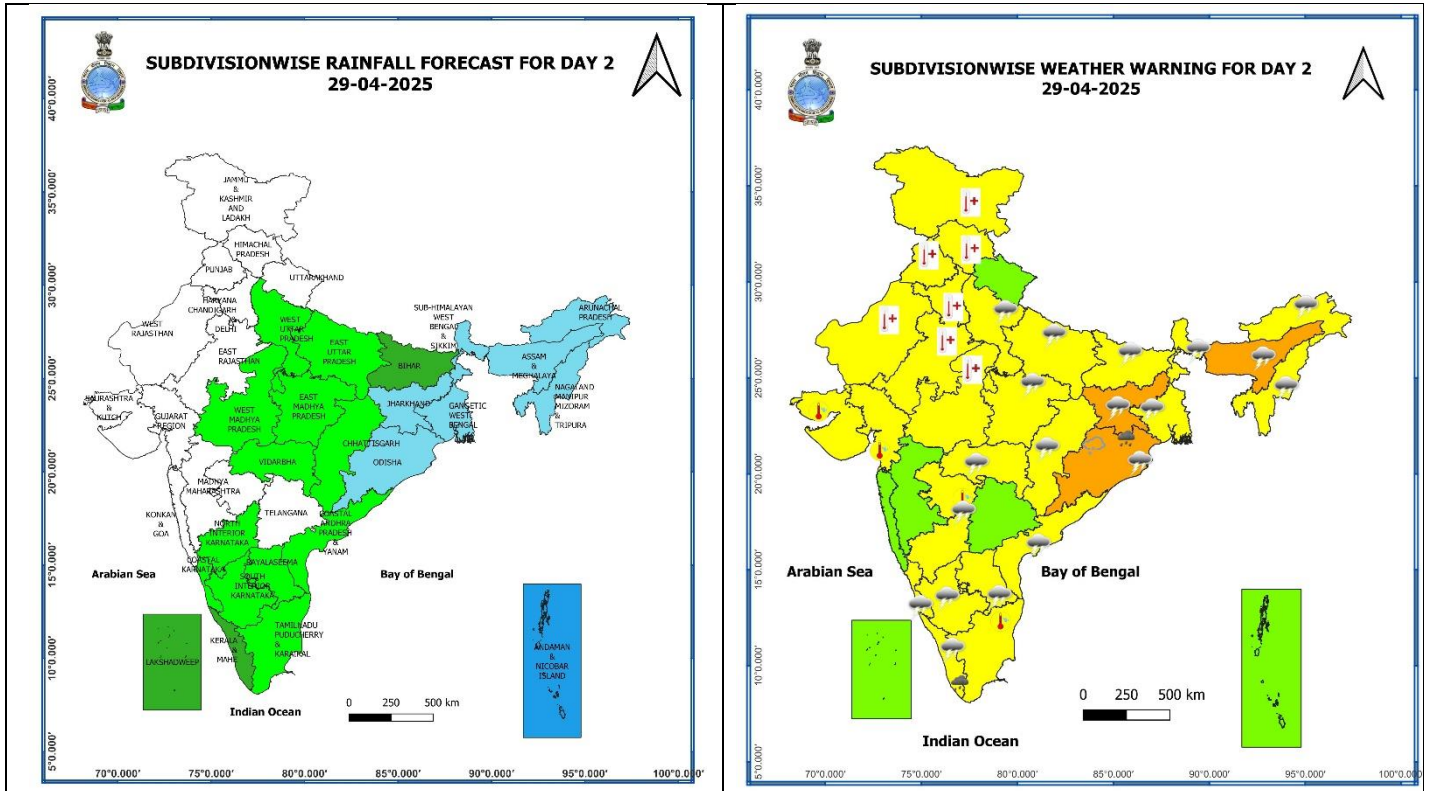 SUBDIVISIONWISE RAINFALL FORECAST FOR DAY 2
29-04-2025
40°0.000'
35°0.000'
30°0.000'
25°0.000'
20°0.000'
15°0.000'
10°0.000'
5°0.000'
JAMMU
&
KASHMIR
AND
LADAKH
HIMACHAL
PRADESH
PUNJAB
UTTARAKHAND
HARYANA
CHANDIGARH
&
DELHI
WEST
RAJASTHAN
WEST
UTTAR
PRADESH
EAST
UTTAR
PRADESH
EAST
RAJASTHAN
SUB-HIMALAYAN
WEST
BENGAL
&
SIKKIM
ARUNACHAL
PRADESH
BIHAR
ASSAM
&
MEGHALAYA
NAGALAND
MANIPUR
MIZORAM
&
TRIPURA
SAURASHTRA
&
KUTCH
GUJARAT
REGION
WEST
MADHYA
PRADESH
EAST
MADHYA
PRADESH
JHARKHAND
GANGETIC
WEST
BENGAL
CHHATTISGARH
VIDARBHA
ODISHA
MADHYA
MAHARASHTRA
KONKAN
&
GOA
TELANGANA
COASTAL
ANDHRA
PRADESH
&
YANAM
NORTH
INTERIOR
KARNATAKA
COASTAL
KARNATAKA
RAYALASEEMA
SOUTH
INTERIOR
KARNATAKA
TAMILNADU
PUDUCHERRY
&
KARAIKAL
KERALA
&
MAHE
LAKSHADWEEP
ANDAMAN
&
NICOBAR
ISLAND
Arabian Sea
Bay of Bengal
Indian Ocean
0 250 500 km
70°0.000' 75°0.000' 80°0.000' 85°0.000' 90°0.000' 95°0.000' 100°0.000'
SUBDIVISIONWISE WEATHER WARNING FOR DAY 2
29-04-2025
40°0.000'
35°0.000'
30°0.000'
25°0.000'
20°0.000'
15°0.000'
10°0.000'
5°0.000'
Arabian Sea
Bay of Bengal
Indian Ocean
0 250 500 km
70°0.000' 75°0.000' 80°0.000' 85°0.000' 90°0.000' 95°0.000'